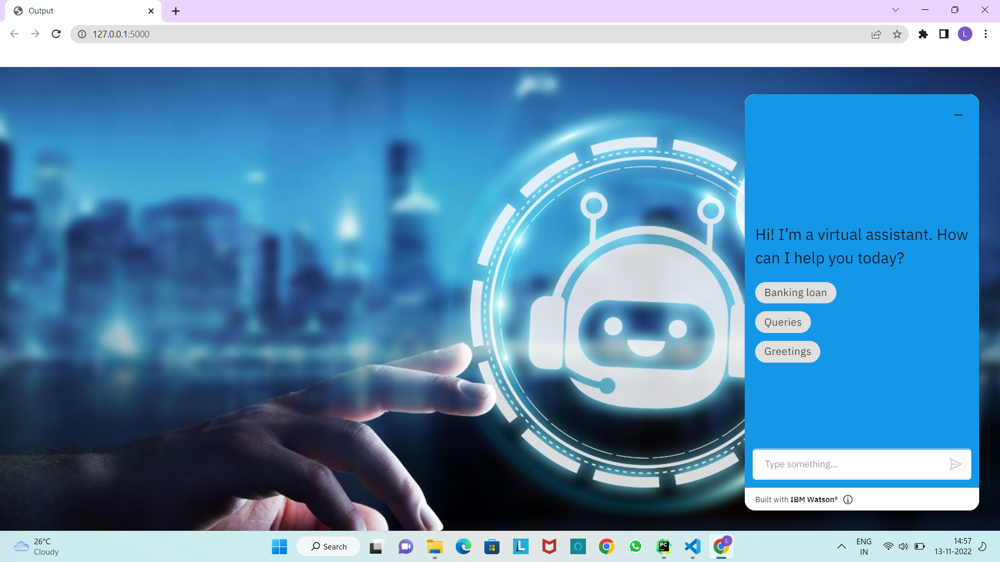 Output
127.0.0.1:5000
L
Hi! I’m a virtual assistant. How
can I help you today?
Banking loan
Queries
Greetings
Type something...
Built with IBM Watson®
26°C
Cloudy
Search
L
PC
L
ENG
IN
14:57
13-11-2022